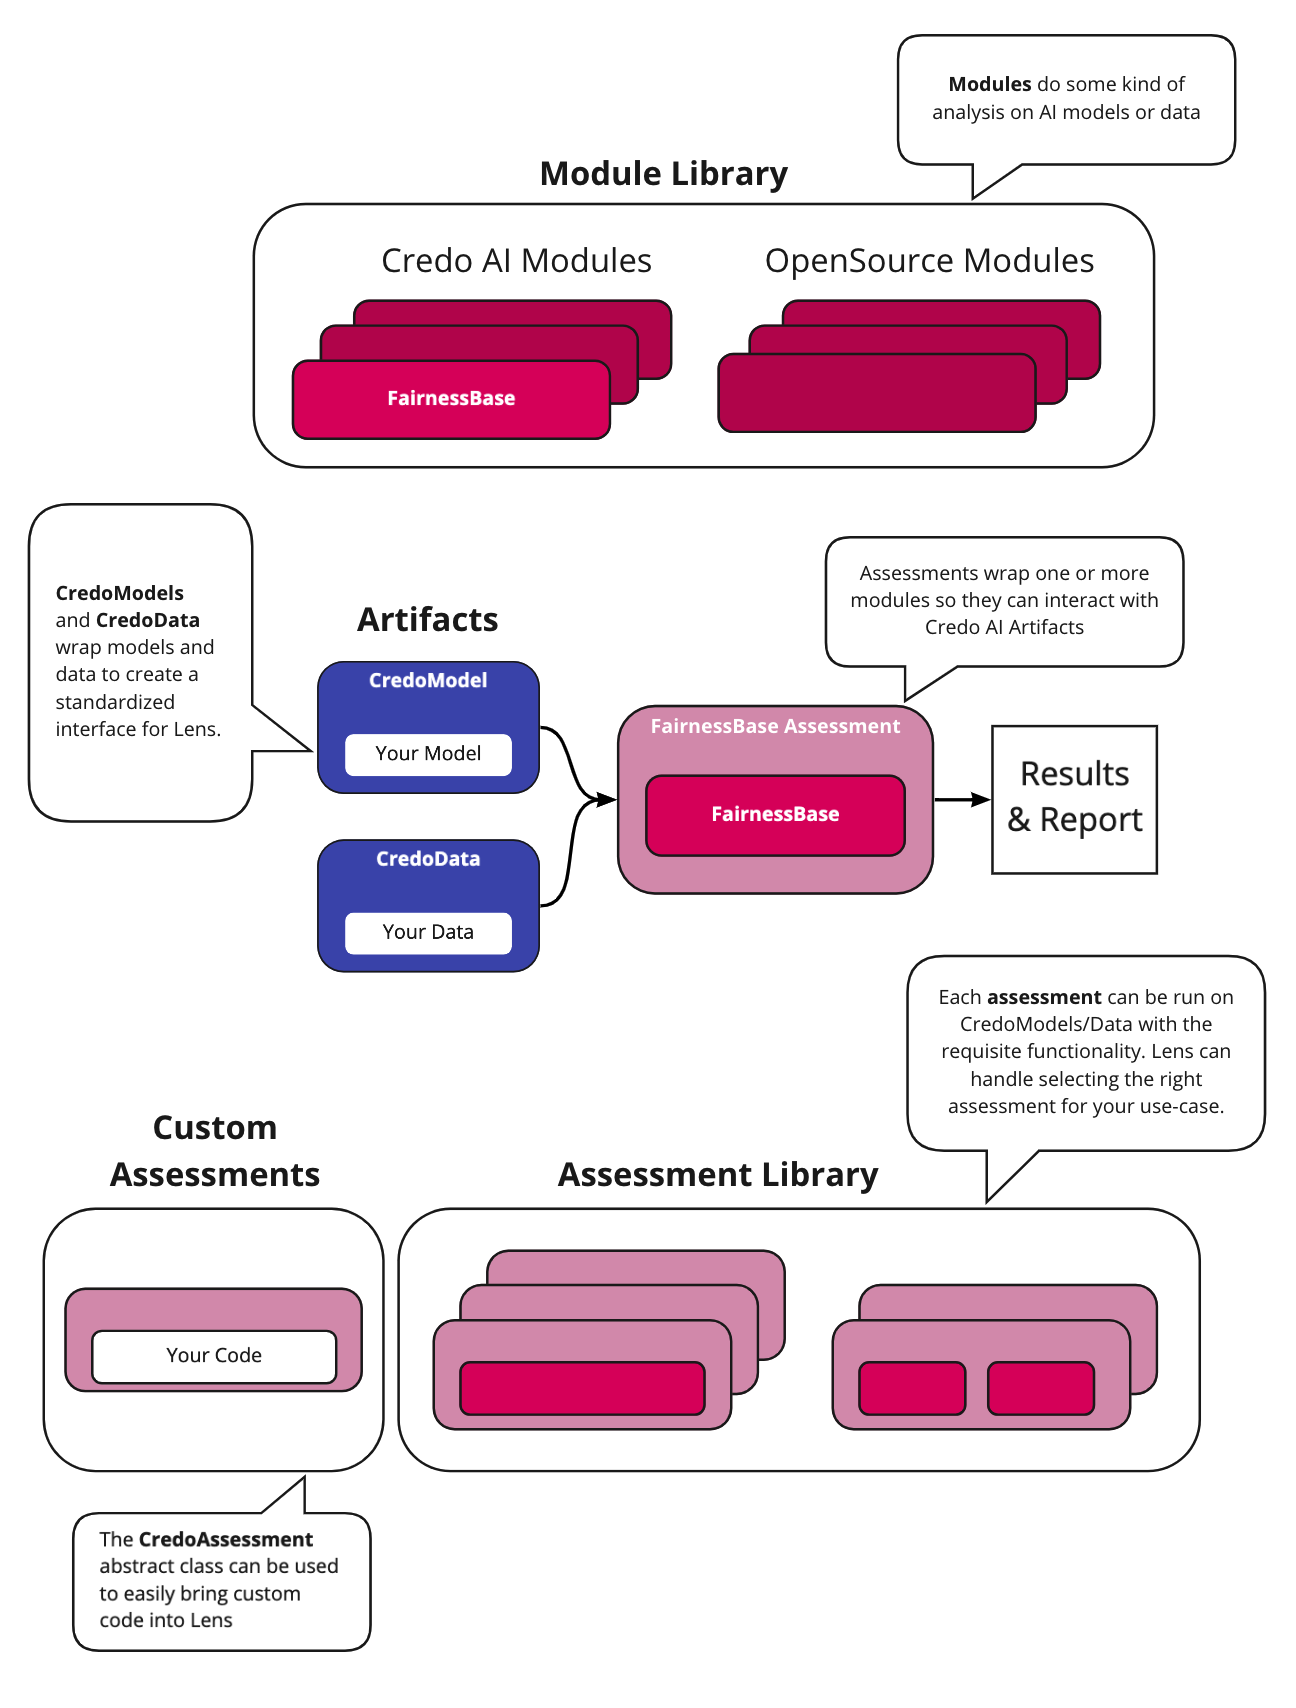 Modules do some kind of
analysis on AI models or data
Module Library
Credo AI Modules
OpenSource Modules
FairnessBase
CredoModels
and CredoData
wrap models and
data to create a
standardized
interface for Lens.
Assessments wrap one or more
modules so they can interact with
Credo AI Artifacts
Artifacts
CredoModel
Your Model
CredoData
Your Data
FairnessBase Assessment
FairnessBase
Results
& Report
Each assessment can be run on
CredoModels/Data with the
requisite functionality. Lens can
handle selecting the right
assessment for your use-case.
Custom
Assessments
Assessment Library
Your Code
The CredoAssessment
abstract class can be used
to easily bring custom
code into Lens